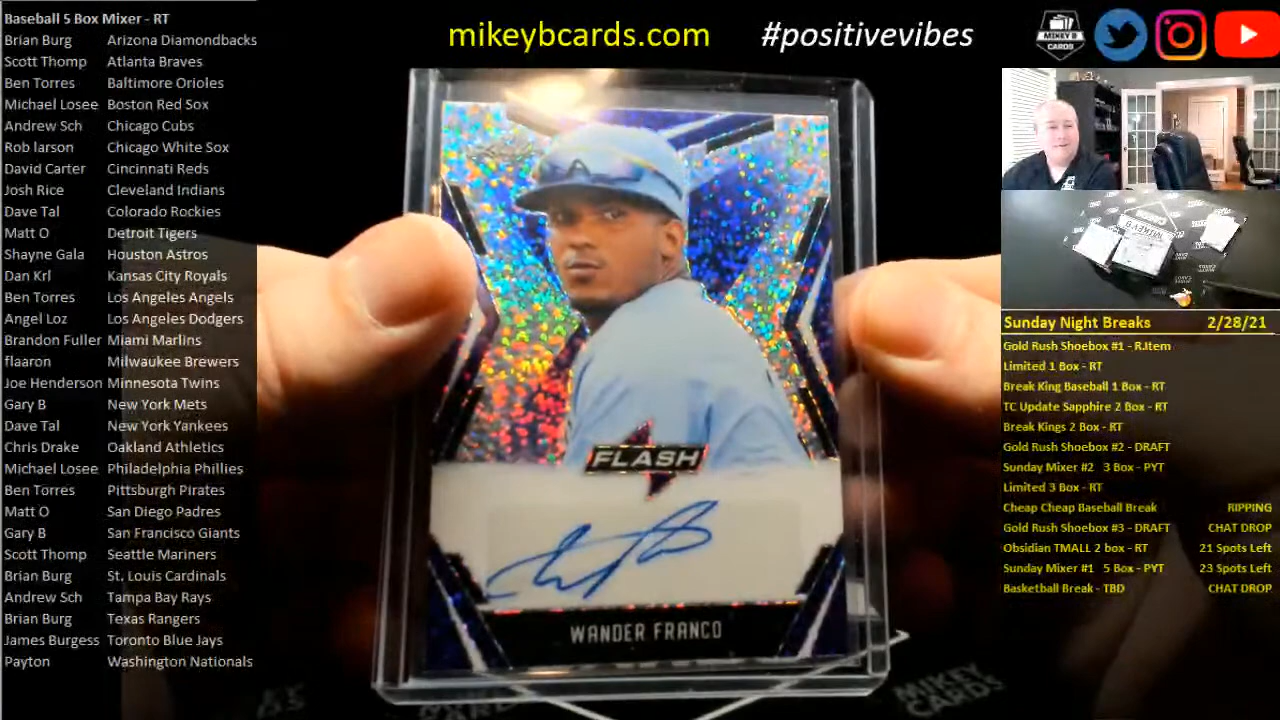 Baseball 5 Box Mixer - RT
Brian Burg Arizona Diamondbacks
Scott Thomp Atlanta Braves
Ben Torres Baltimore Orioles
Michael Losee Boston Red Sox
Andrew Sch Chicago Cubs
Rob larson Chicago White Sox
David Carter Cincinnati Reds
Josh Rice Cleveland Indians
Dave Tal Colorado Rockies
Matt O Detroit Tigers
Shayne Gala Houston Astros
Dan Krl Kansas City Royals
Ben Torres Los Angeles Angels
Angel Loz Los Angeles Dodgers
Brandon Fuller Miami Marlins
flaaron Milwaukee Brewers
Joe Henderson Minnesota Twins
Gary B New York Mets
Dave Tal New York Yankees
Chris Drake Oakland Athletics
Michael Losee Philadelphia Phillies
Ben Torres Pittsburgh Pirates
Matt O San Diego Padres
Gary B San Francisco Giants
Scott Thomp Seattle Mariners
Brian Burg St. Louis Cardinals
Andrew Sch Tampa Bay Rays
Brian Burg Texas Rangers
James Burgess Toronto Blue Jays
Payton Washington Nationals
mikeybcards.com #positivevibes
MIKEY B
CARDS
FLASH
WANDER FRANCO
MIKEY
CARDS
Sunday Night Breaks 2/28/21
Gold Rush Shoebox #1 - R.Item
Limited 1 Box - RT
Break King Baseball 1 Box - RT
TC Update Sapphire 2 Box - RT
Break Kings 2 Box - RT
Gold Rush Shoebox #2 - DRAFT
Sunday Mixer #2 3 Box - PYT
Limited 3 Box - RT
Cheap Cheap Baseball Break RIPPING
Gold Rush Shoebox #3 - DRAFT CHAT DROP
Obsidian TMALL 2 box - RT 21 Spots Left
Sunday Mixer #1 5 Box - PYT 23 Spots Left
Basketball Break - TBD CHAT DROP